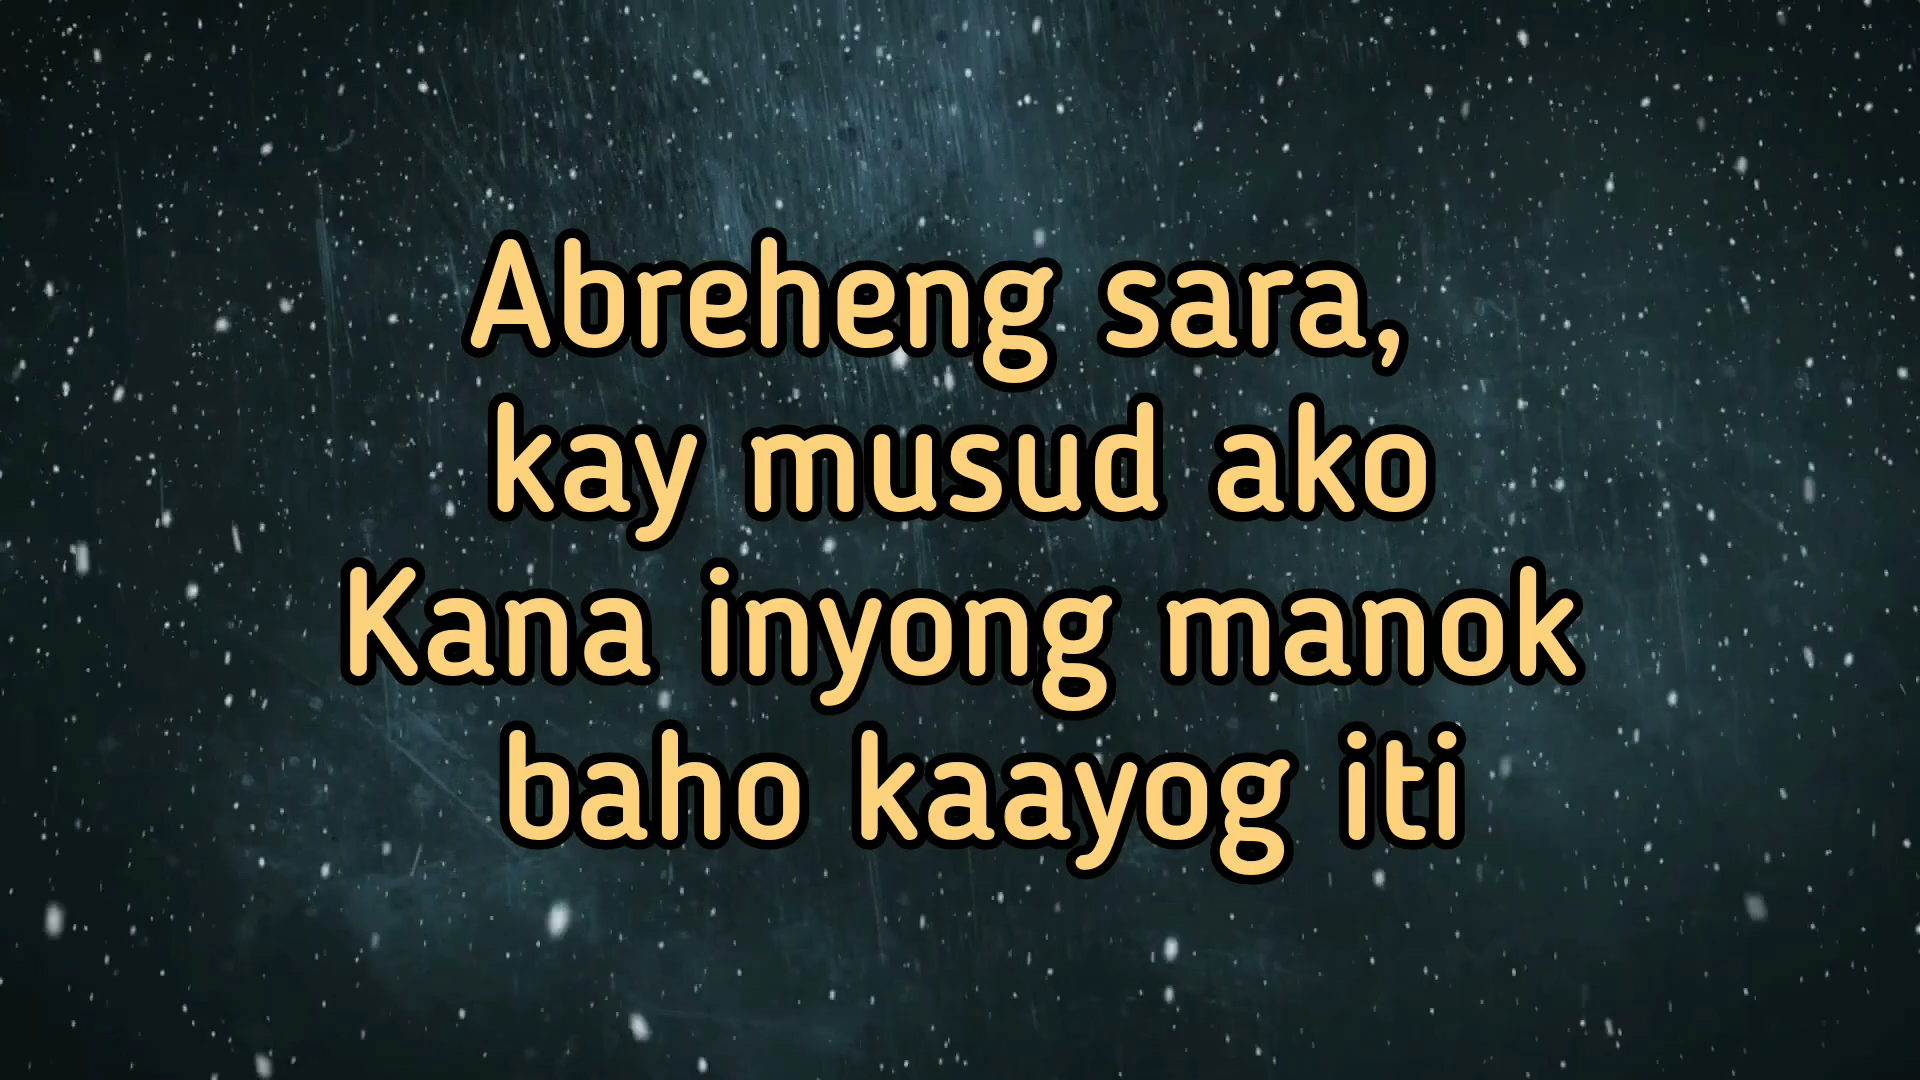 Abreheng sara,
kay musud ako
Kana inyong manok
baho kaayog iti